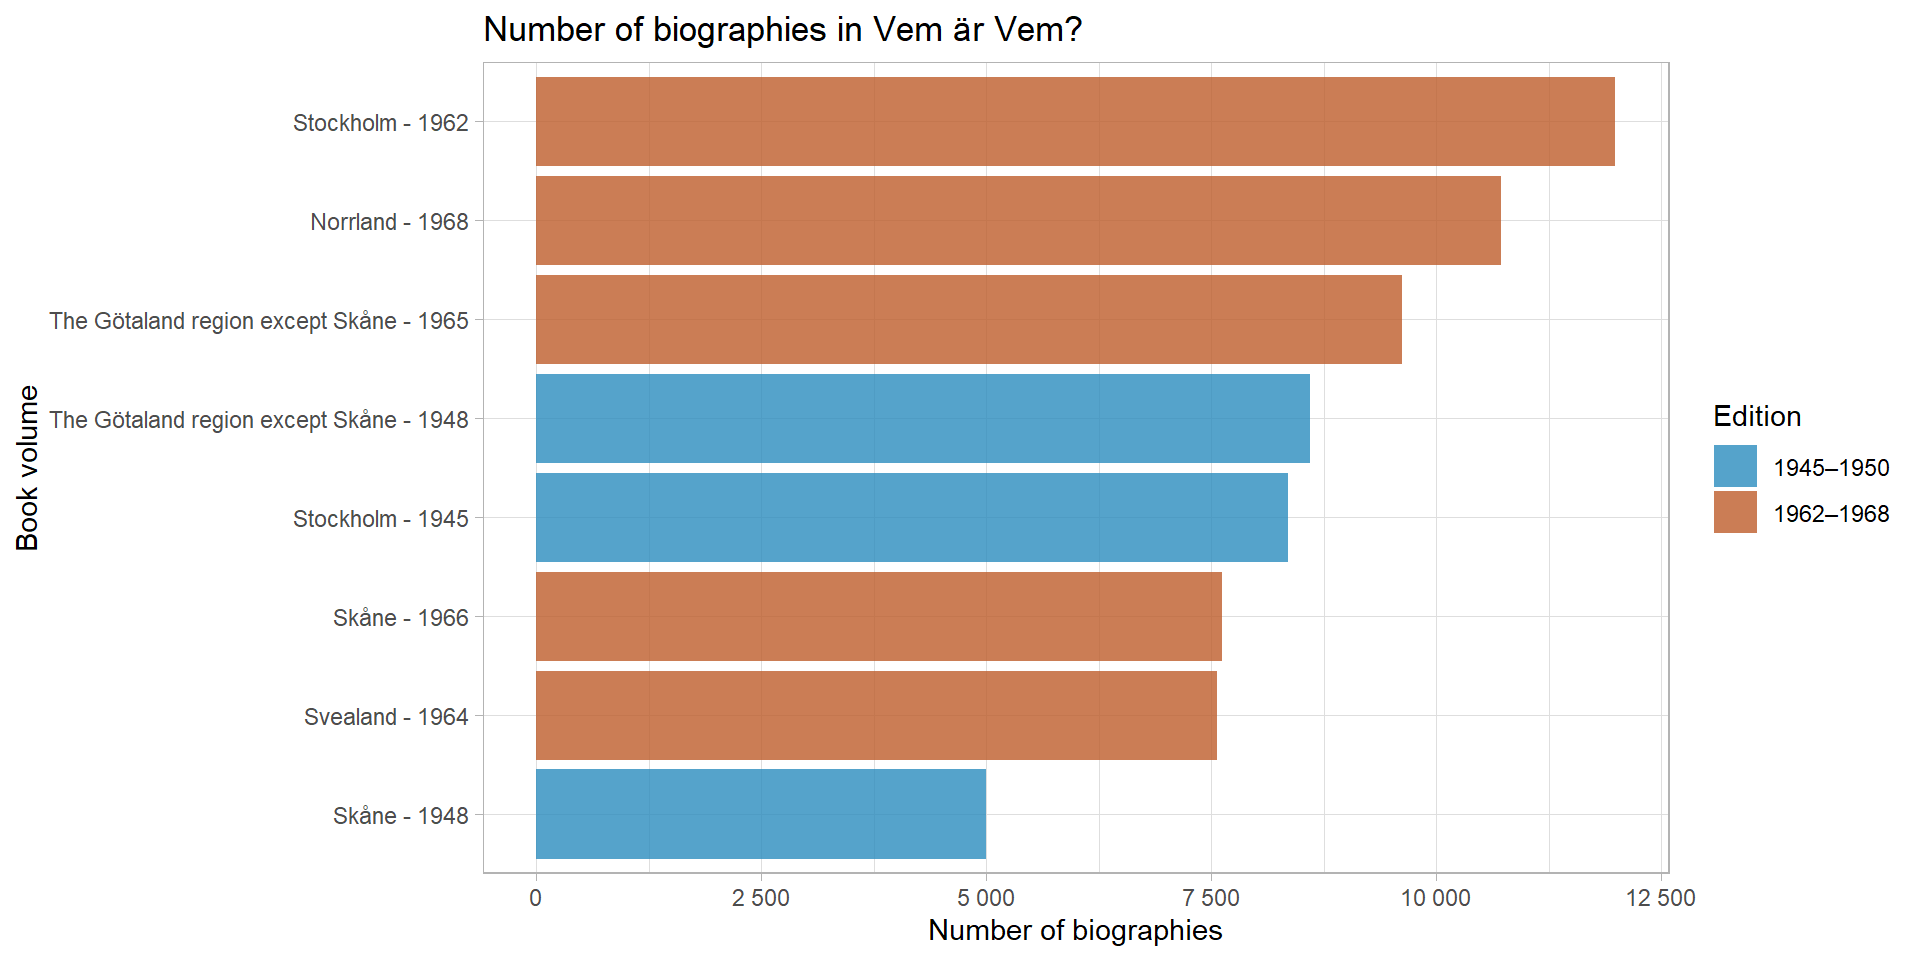 Number of biographies in Vem är Vem?
Book volume
Stockholm - 1962
Norrland - 1968
The Götaland region except Skåne - 1965
The Götaland region except Skåne - 1948
Stockholm - 1945
Skåne - 1966
Svealand - 1964
Skåne - 1948
0 2 500 5 000 7 500 10 000 12 500
Number of biographies
Edition
1945–1950
1962–1968